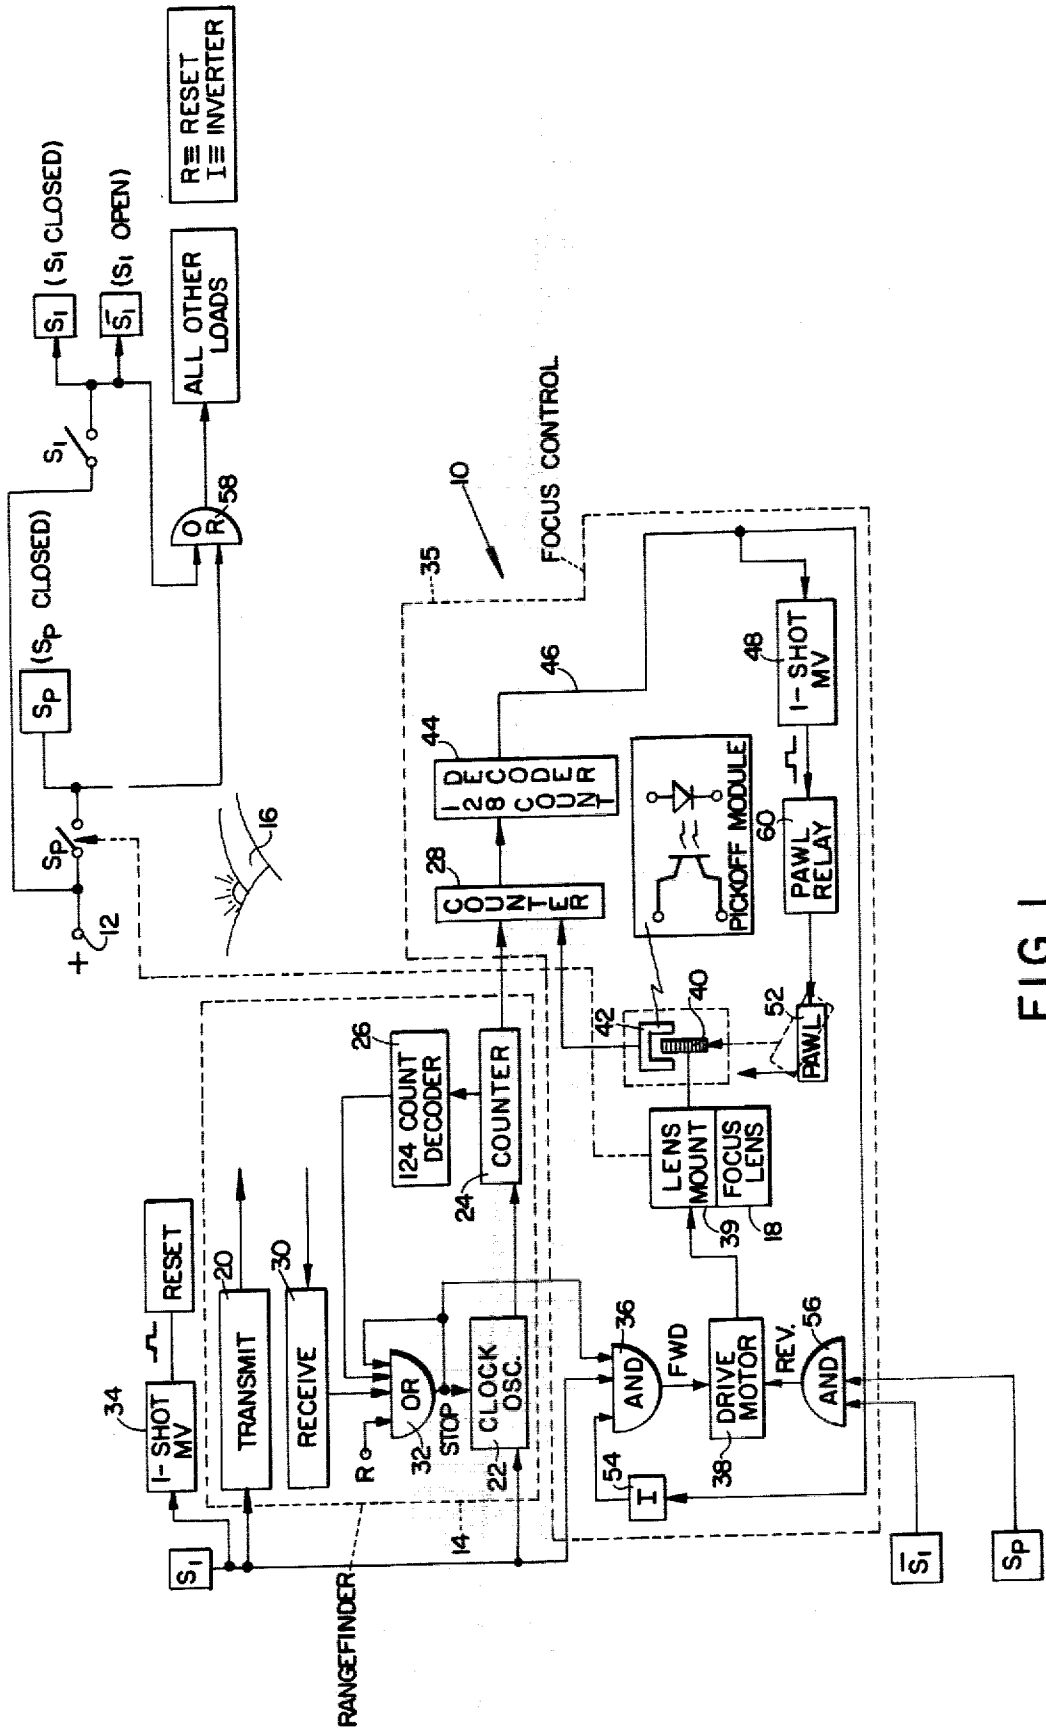 +
12
Sp
Sp
(Sp CLOSED)
S1
S1
(S1 CLOSED)
S̄1
(S1 OPEN)
OR
58
ALL OTHER
LOADS
R≡ RESET
I≡ INVERTER
16
S1
34
1-SHOT
MV
RESET
TRANSMIT
20
RECEIVE
30
R
OR
32
STOP
124 COUNT
DECODER
26
CLOCK
OSC.
22
COUNTER
24
RANGEFINDER
14
COUNTER
28
DECODER
128 COUNT
44
46
35
10
FOCUS CONTROL
I
54
AND
36
FWD
DRIVE
MOTOR
38
REV.
AND
56
LENS
MOUNT
39
FOCUS
LENS
18
42
40
PICKOFF MODULE
PAWL
52
PAWL
RELAY
60
1-SHOT
MV
48
S̄1
Sp
FIG 1